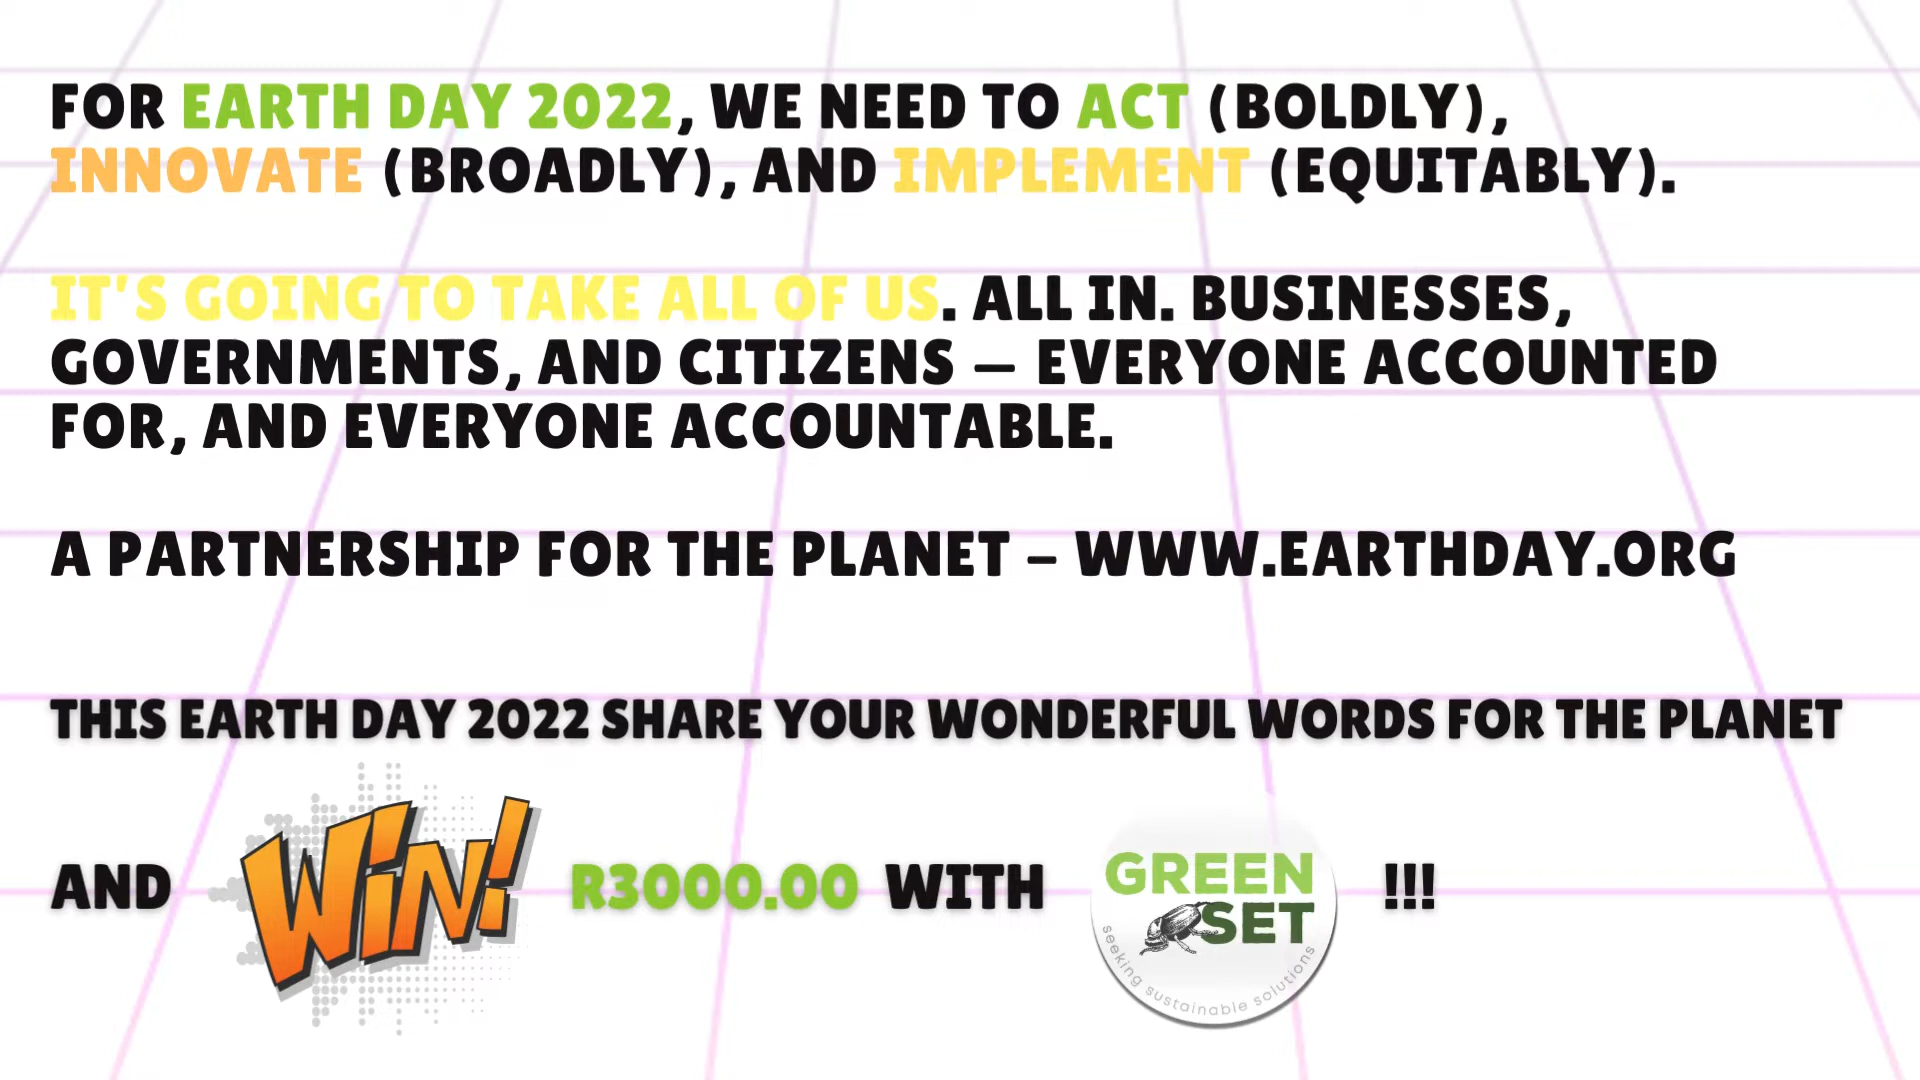 FOR EARTH DAY 2022, WE NEED TO ACT (BOLDLY),
INNOVATE (BROADLY), AND IMPLEMENT (EQUITABLY).
IT'S GOING TO TAKE ALL OF US. ALL IN. BUSINESSES,
GOVERNMENTS, AND CITIZENS — EVERYONE ACCOUNTED
FOR, AND EVERYONE ACCOUNTABLE.
A PARTNERSHIP FOR THE PLANET – WWW.EARTHDAY.ORG
THIS EARTH DAY 2022 SHARE YOUR WONDERFUL WORDS FOR THE PLANET
AND WiN! R3000.00 WITH GREEN SET !!!
seeking sustainable solutions